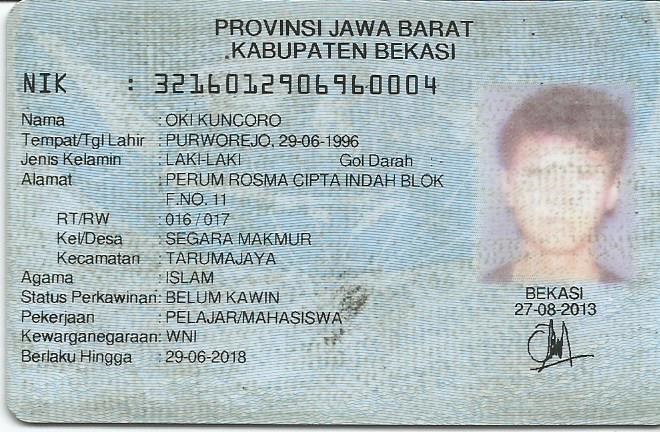 PROVINSI JAWA BARAT
KABUPATEN BEKASI
NIK : 3216012906960004
Nama : OKI KUNCORO
Tempat/Tgl Lahir : PURWOREJO, 29-06-1996
Jenis Kelamin : LAKI-LAKI Gol Darah : -
Alamat : PERUM ROSMA CIPTA INDAH BLOK
F NO. 11
RT/RW : 016 / 017
Kel/Desa : SEGARA MAKMUR
Kecamatan : TARUMAJAYA
Agama : ISLAM
Status Perkawinan: BELUM KAWIN
Pekerjaan : PELAJAR/MAHASISWA
Kewarganegaraan: WNI
Berlaku Hingga : 29-06-2018
BEKASI
27-08-2013